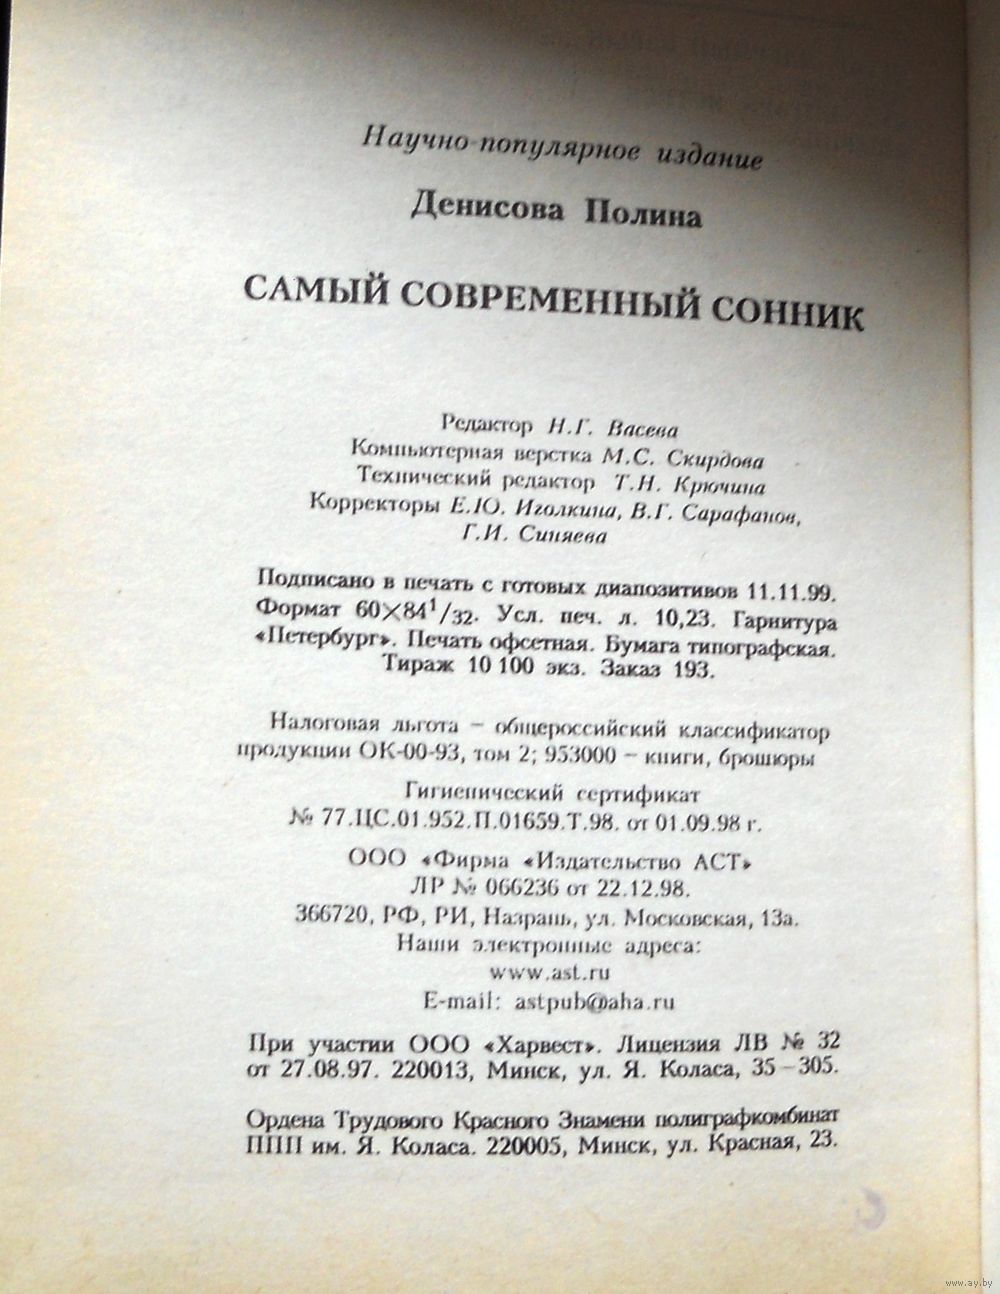 Научно-популярное издание
Денисова Полина
САМЫЙ СОВРЕМЕННЫЙ СОННИК
Редактор Н.Г. Васева
Компьютерная верстка М.С. Скирдова
Технический редактор Т.Н. Крючина
Корректоры Е.Ю. Иголкина, В.Г. Сарафанов,
Г.И. Синяева
Подписано в печать с готовых диапозитивов 11.11.99.
Формат 60×84 1/32. Усл. печ. л. 10,23. Гарнитура
«Петербург». Печать офсетная. Бумага типографская.
Тираж 10 100 экз. Заказ 193.
Налоговая льгота – общероссийский классификатор
продукции ОК-00-93, том 2; 953000 – книги, брошюры
Гигиенический сертификат
№ 77.ЦС.01.952.П.01659.Т.98. от 01.09.98 г.
ООО «Фирма «Издательство АСТ»
ЛР № 066236 от 22.12.98.
366720, РФ, РИ, Назрань, ул. Московская, 13а.
Наши электронные адреса:
www.ast.ru
E-mail: astpub@aha.ru
При участии ООО «Харвест». Лицензия ЛВ № 32
от 27.08.97. 220013, Минск, ул. Я. Коласа, 35–305.
Ордена Трудового Красного Знамени полиграфкомбинат
ППП им. Я. Коласа. 220005, Минск, ул. Красная, 23.
www.ay.by